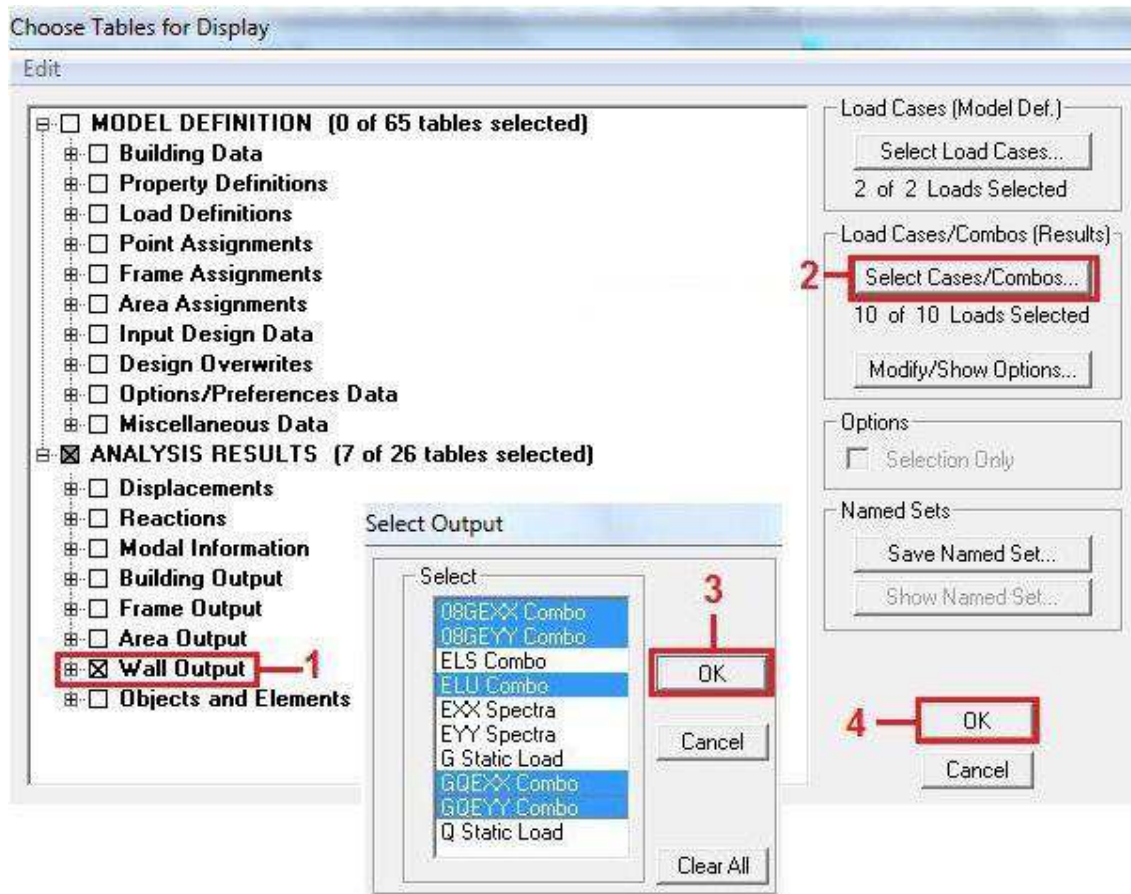 Choose Tables for Display
Edit
MODEL DEFINITION (0 of 65 tables selected)
Building Data
Property Definitions
Load Definitions
Point Assignments
Frame Assignments
Area Assignments
Input Design Data
Design Overwrites
Options/Preferences Data
Miscellaneous Data
ANALYSIS RESULTS (7 of 26 tables selected)
Displacements
Reactions
Modal Information
Building Output
Frame Output
Area Output
Wall Output
1
Objects and Elements
Load Cases (Model Def.)
Select Load Cases...
2 of 2 Loads Selected
Load Cases/Combos (Results)
2
Select Cases/Combos...
10 of 10 Loads Selected
Modify/Show Options...
Options
Selection Only
Named Sets
Save Named Set...
Show Named Set...
4
OK
Cancel
Select Output
Select
08GEXX Combo
08GEYY Combo
ELS Combo
ELU Combo
EXX Spectra
EYY Spectra
G Static Load
GQEXX Combo
GQEYY Combo
Q Static Load
3
OK
Cancel
Clear All